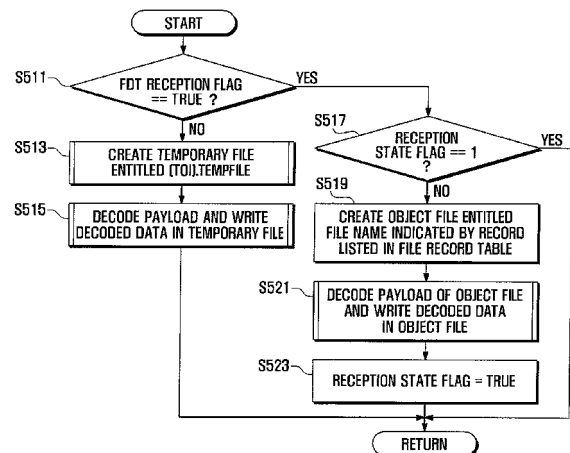 START
S511
FDT RECEPTION FLAG
== TRUE ?
YES
NO
S513
CREATE TEMPORARY FILE
ENTITLED (TOI).TEMPFILE
S515
DECODE PAYLOAD AND WRITE
DECODED DATA IN TEMPORARY FILE
S517
RECEPTION
STATE FLAG == 1
?
YES
NO
S519
CREATE OBJECT FILE ENTITLED
FILE NAME INDICATED BY RECORD
LISTED IN FILE RECORD TABLE
S521
DECODE PAYLOAD OF OBJECT FILE
AND WRITE DECODED DATA
IN OBJECT FILE
S523
RECEPTION STATE FLAG = TRUE
RETURN